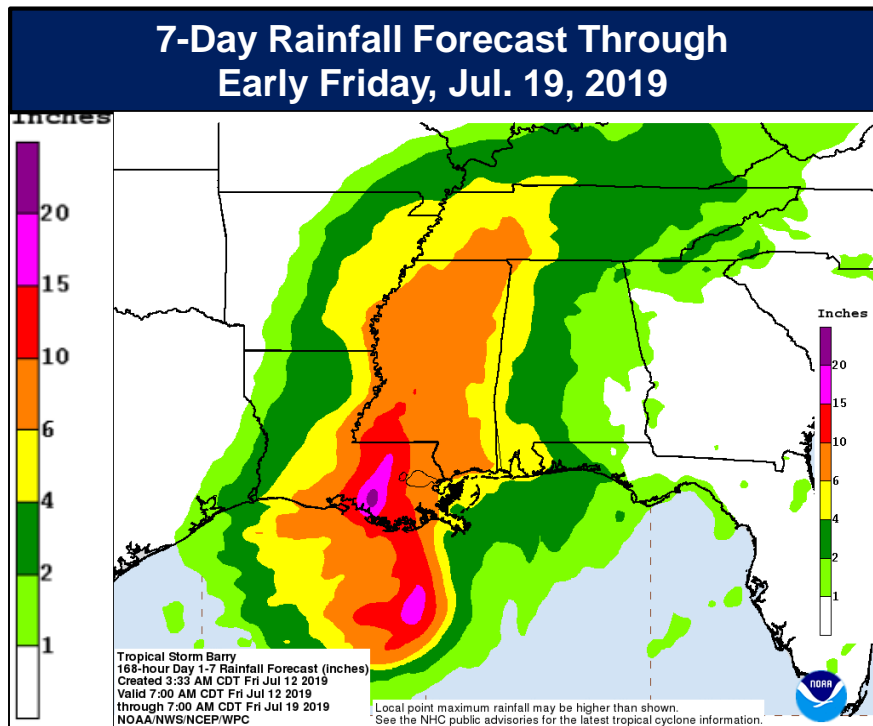 7-Day Rainfall Forecast Through
Early Friday, Jul. 19, 2019
Inches
20
15
10
6
4
2
1
Inches
20
15
10
6
4
2
1
Tropical Storm Barry
168-hour Day 1-7 Rainfall Forecast (inches)
Created 3:33 AM CDT Fri Jul 12 2019
Valid 7:00 AM CDT Fri Jul 12 2019
through 7:00 AM CDT Fri Jul 19 2019
NOAA/NWS/NCEP/WPC
Local point maximum rainfall may be higher than shown.
See the NHC public advisories for the latest tropical cyclone information.
NOAA